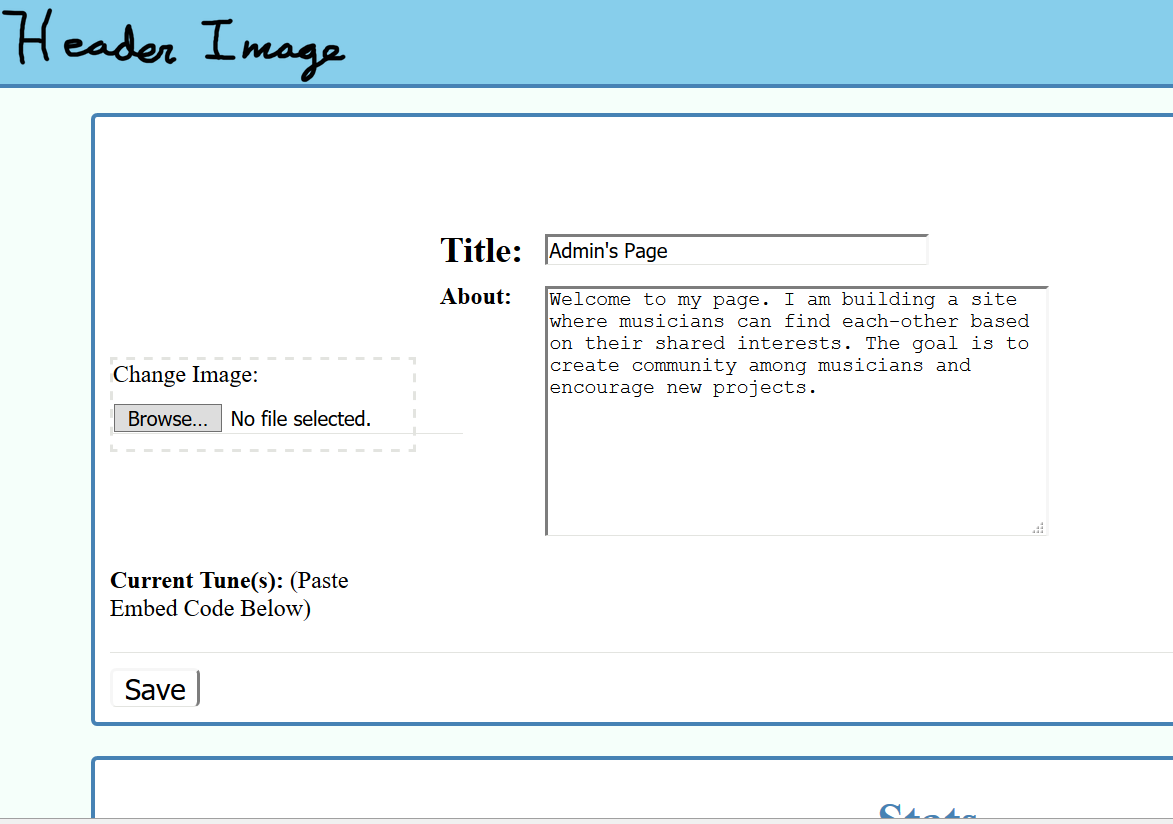 Header Image
Title: Admin's Page
About: Welcome to my page. I am building a site
where musicians can find each-other based
on their shared interests. The goal is to
create community among musicians and
encourage new projects.
Change Image:
Browse... No file selected.
Current Tune(s): (Paste
Embed Code Below)
Save
Stats